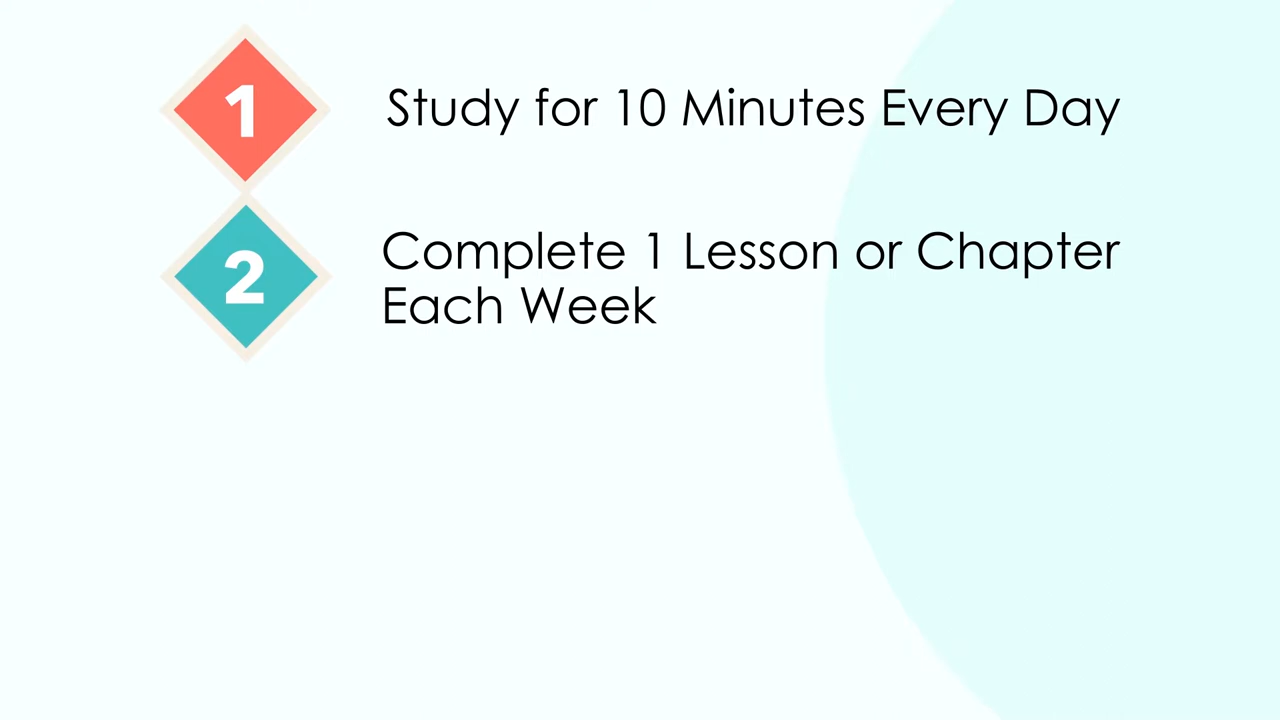 1
Study for 10 Minutes Every Day
2
Complete 1 Lesson or Chapter
Each Week